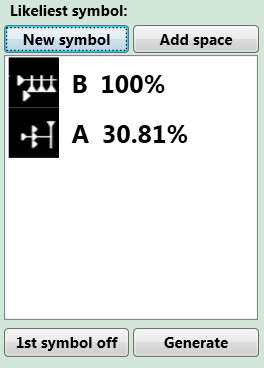 Likeliest symbol:
New symbol Add space
B 100%
A 30.81%
1st symbol off Generate